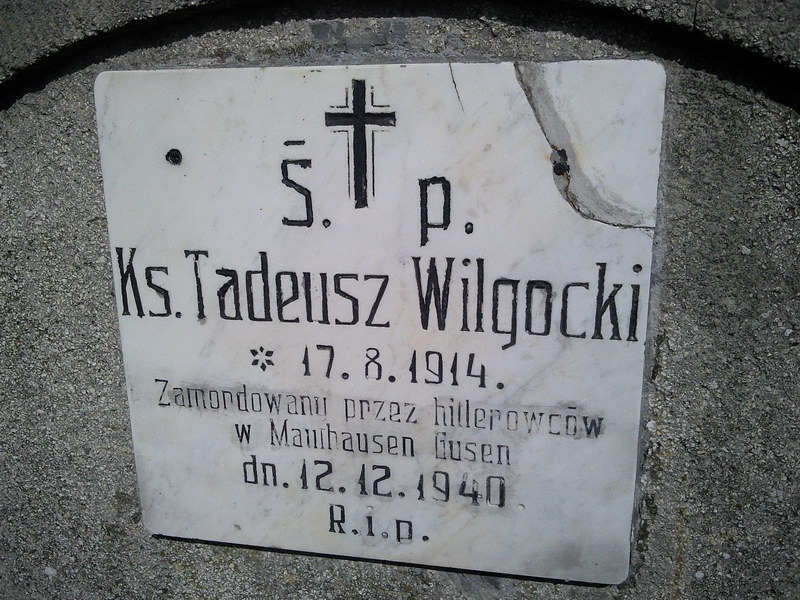 Ś. p.
Ks. Tadeusz Wilgocki
* 17.8.1914.
Zamordowany przez hitlerowców
w Mauthausen Gusen
dn. 12.12.1940.
R.i.p.